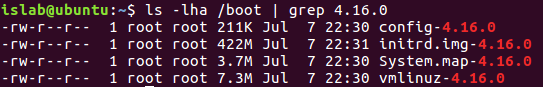 islab@ubuntu:~$ ls -lha /boot | grep 4.16.0
-rw-r--r--  1 root root 211K Jul  7 22:30 config-4.16.0
-rw-r--r--  1 root root 422M Jul  7 22:31 initrd.img-4.16.0
-rw-r--r--  1 root root 3.7M Jul  7 22:30 System.map-4.16.0
-rw-r--r--  1 root root 7.3M Jul  7 22:30 vmlinuz-4.16.0